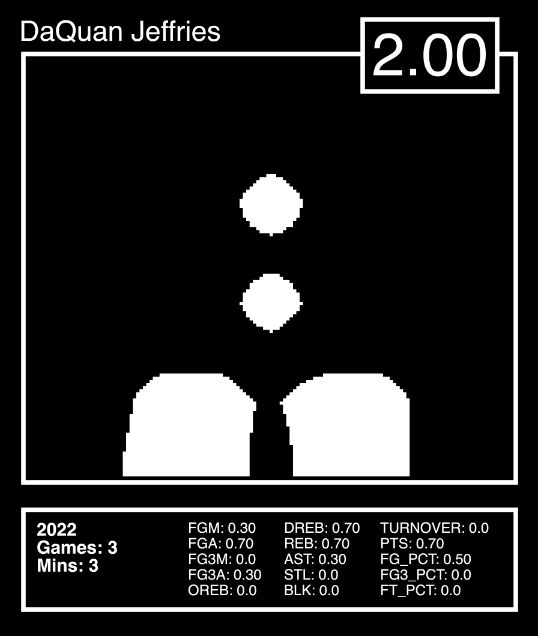 DaQuan Jeffries
2.00
2022
Games: 3
Mins: 3
FGM: 0.30
FGA: 0.70
FG3M: 0.0
FG3A: 0.30
OREB: 0.0
DREB: 0.70
REB: 0.70
AST: 0.30
STL: 0.0
BLK: 0.0
TURNOVER: 0.0
PTS: 0.70
FG_PCT: 0.50
FG3_PCT: 0.0
FT_PCT: 0.0